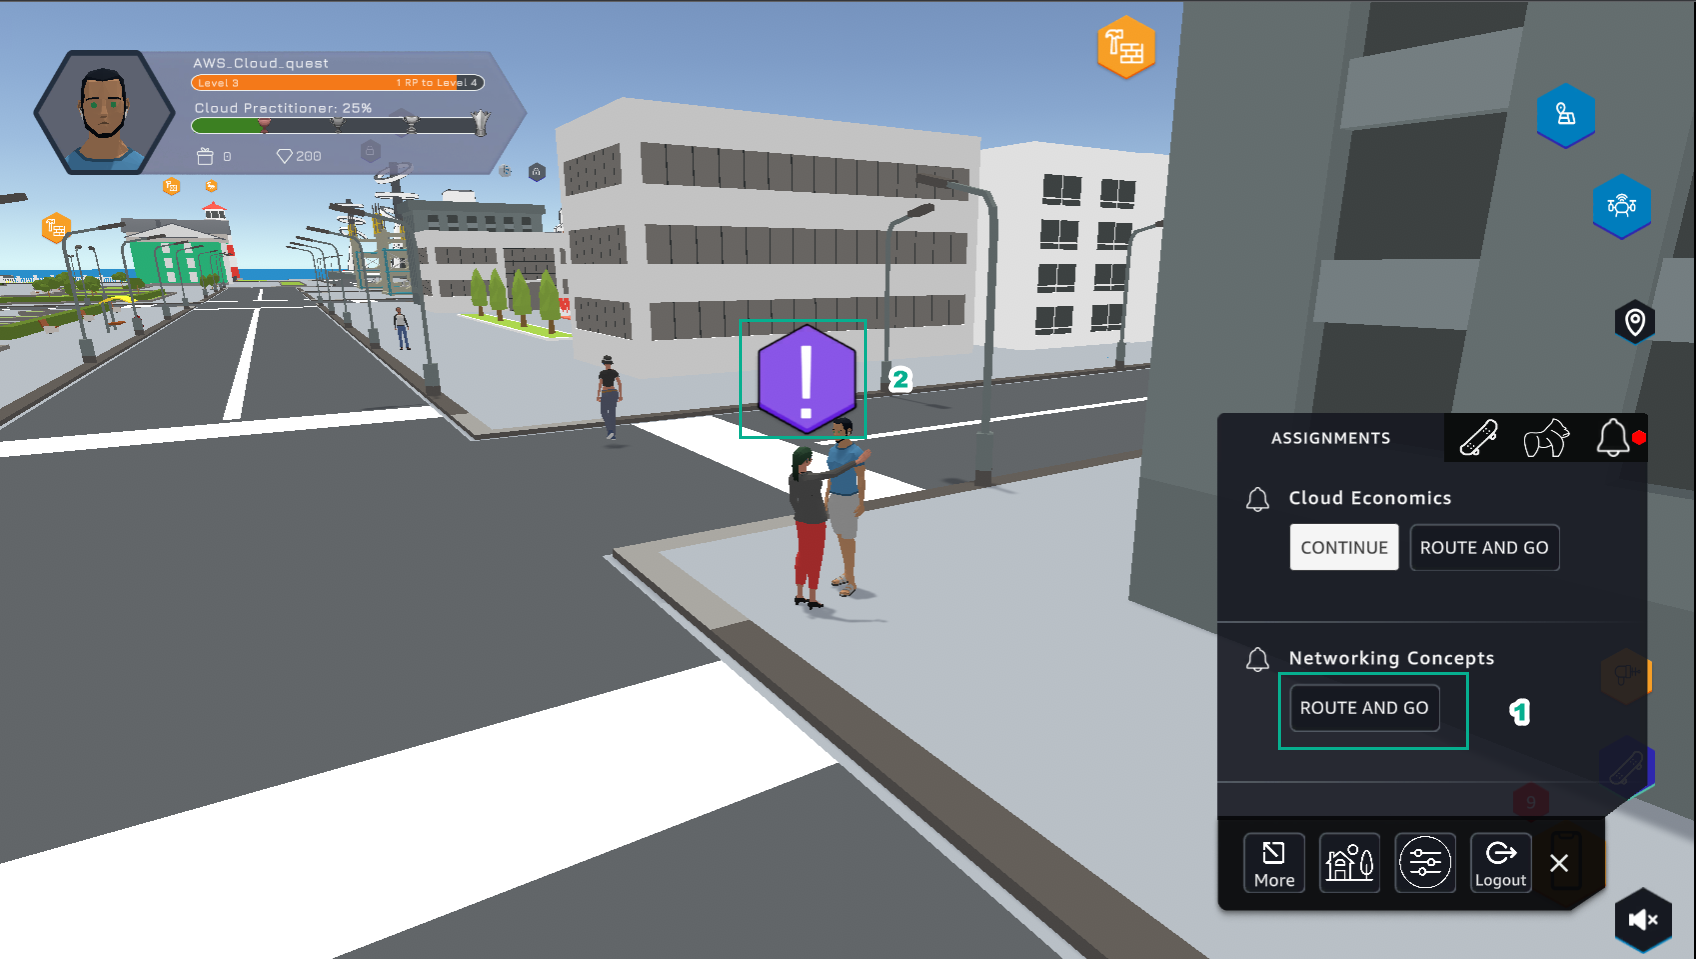 AWS_Cloud_quest
Level 3
1 RP to Level 4
Cloud Practitioner: 25%
0
200
2
ASSIGNMENTS
Cloud Economics
CONTINUE
ROUTE AND GO
Networking Concepts
ROUTE AND GO
1
9
More
Logout